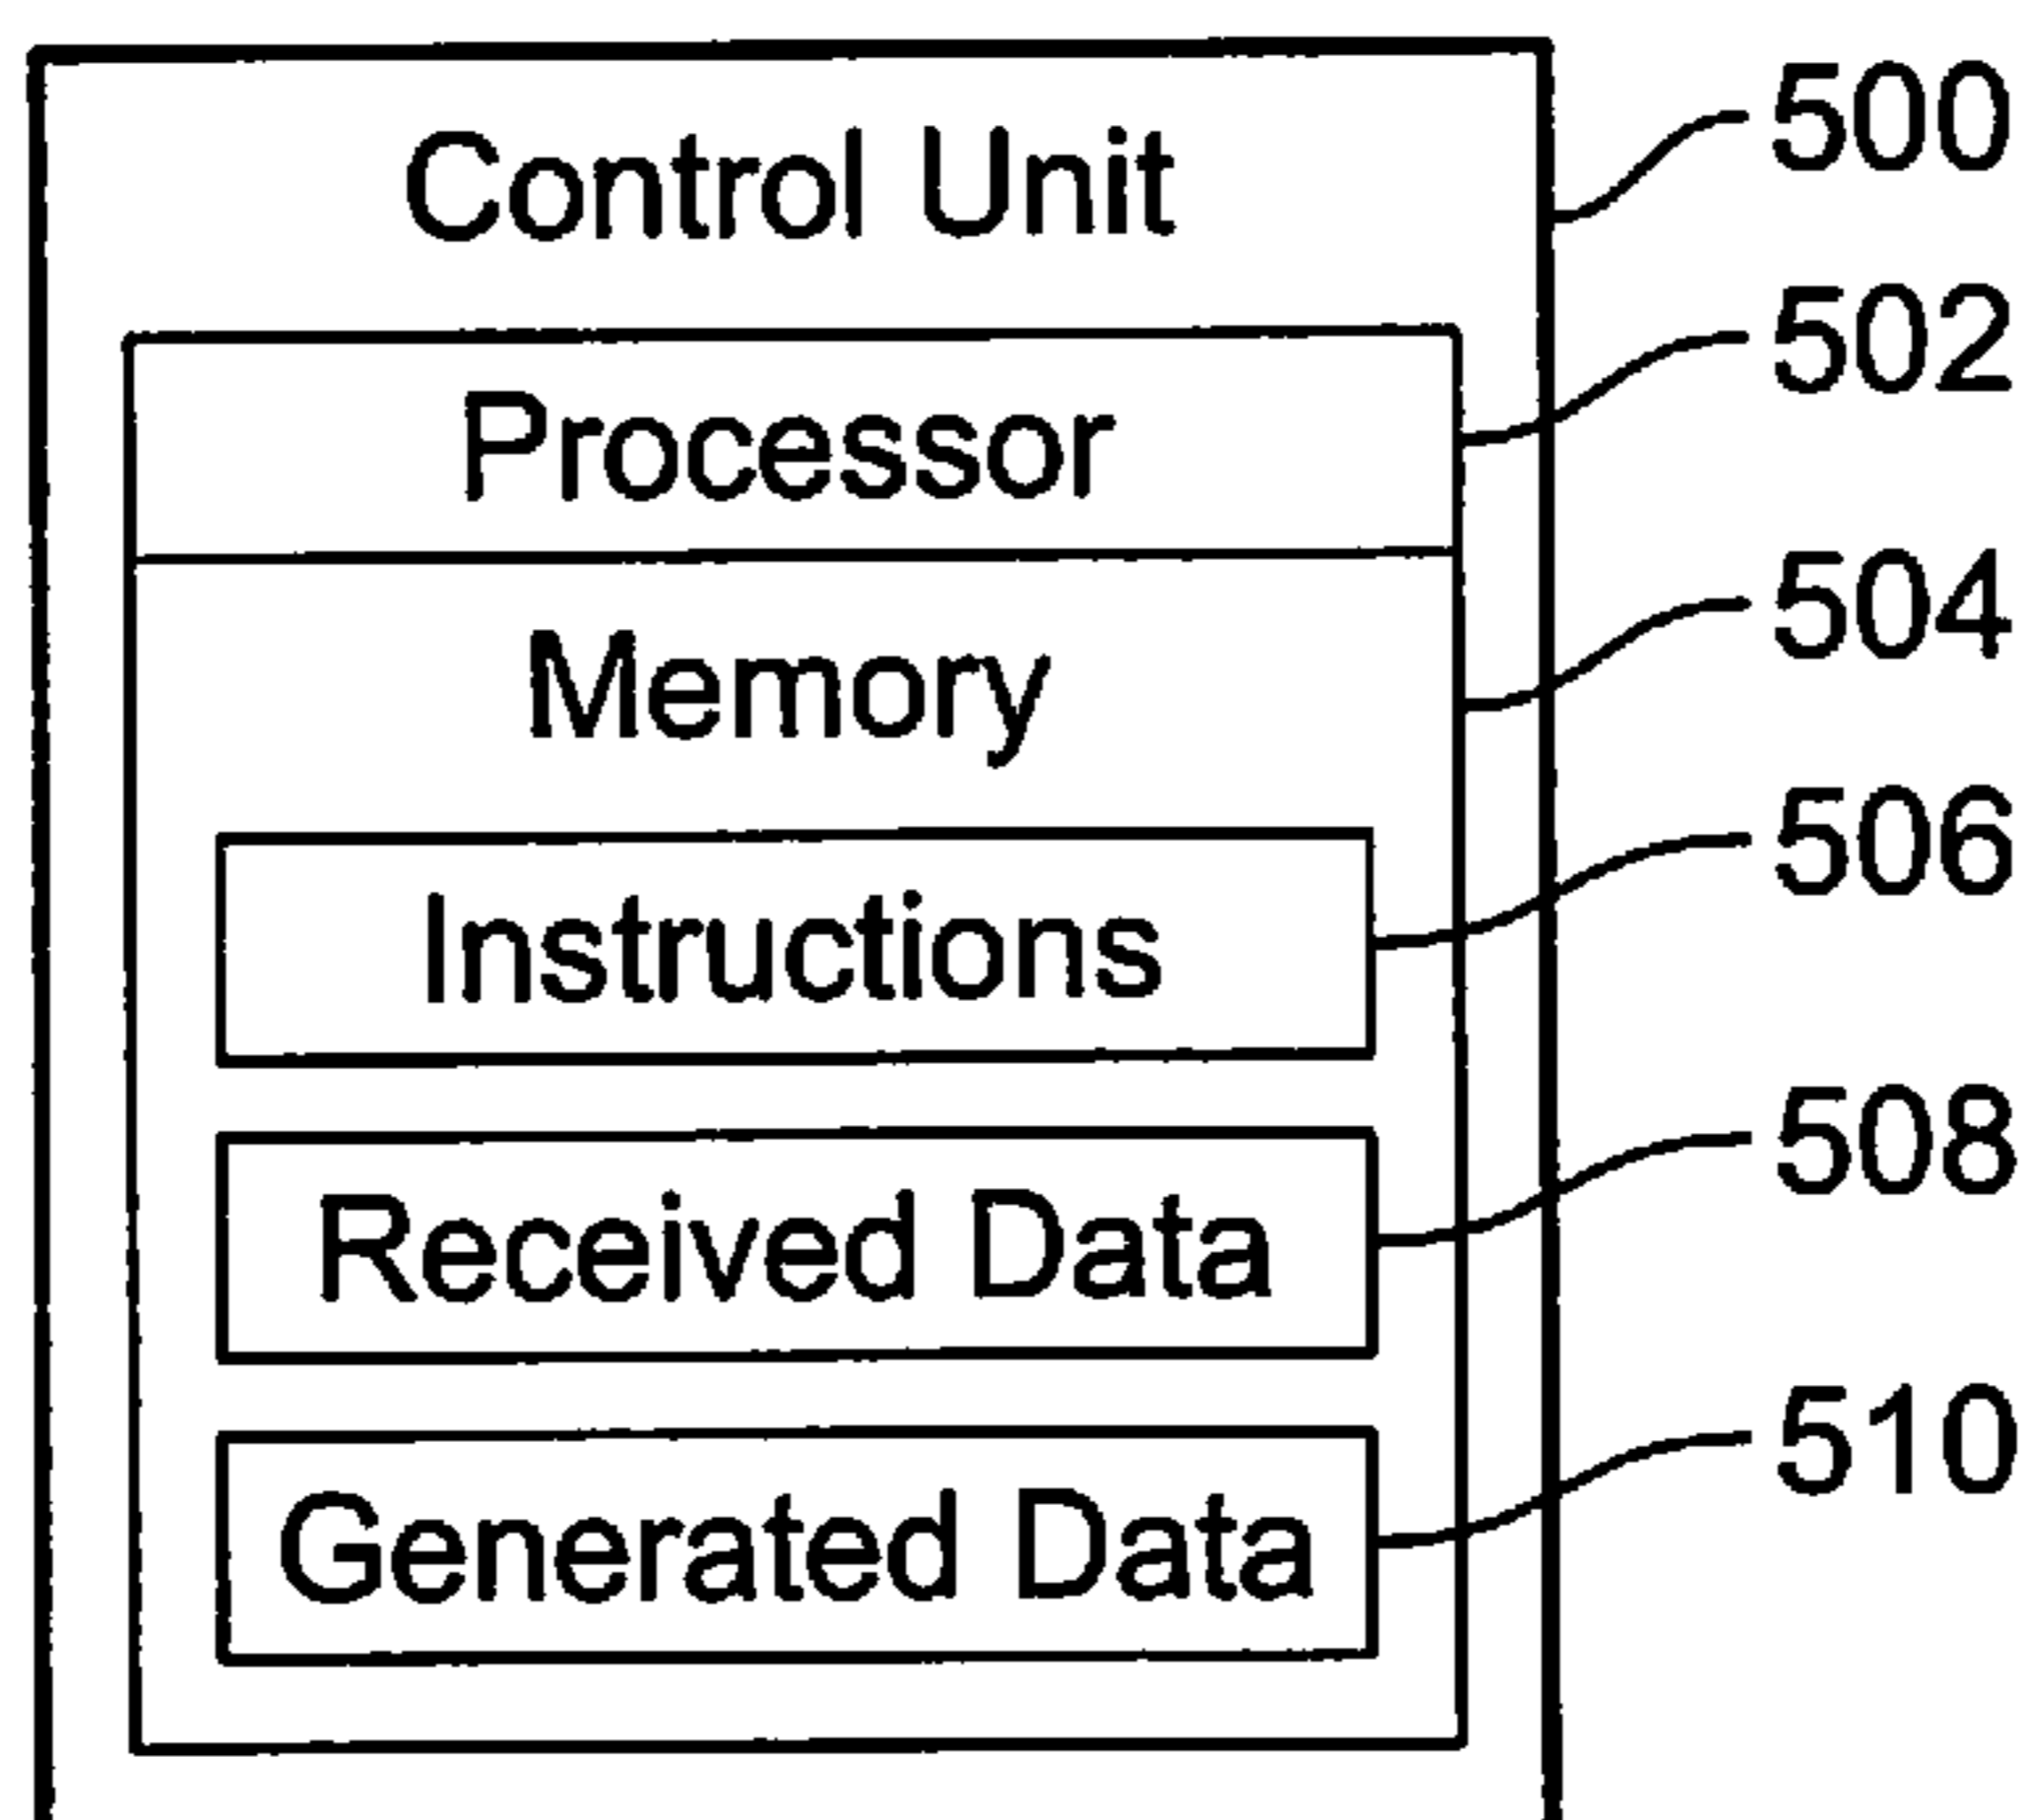 Control Unit 500
Processor 502
Memory 504
Instructions 506
Received Data 508
Generated Data 510